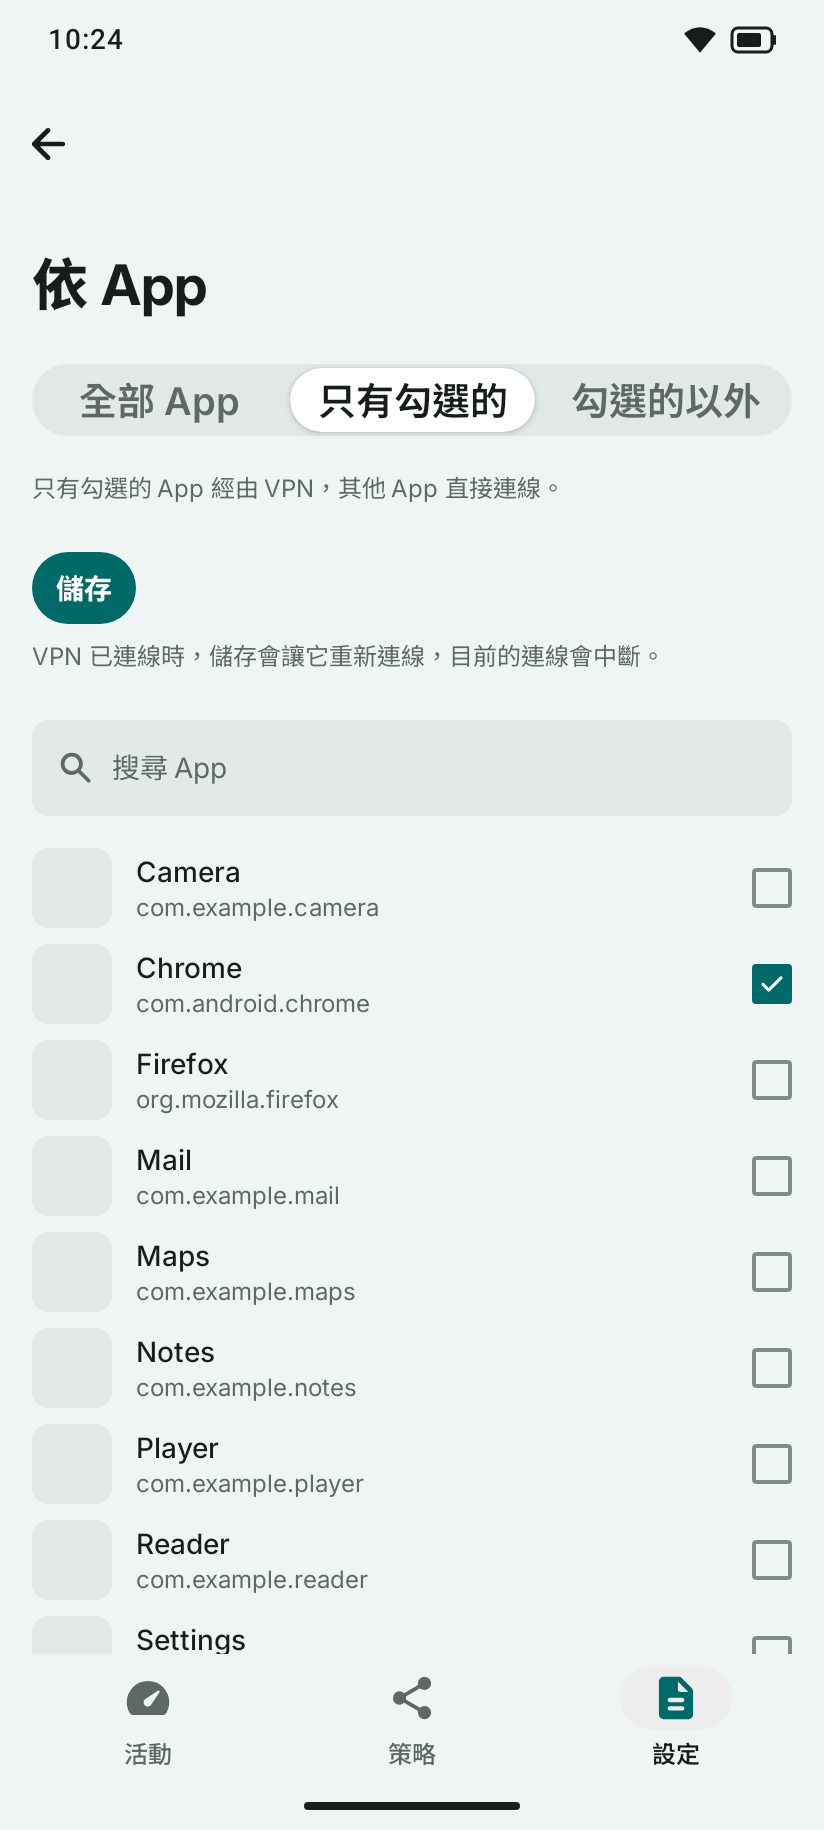 10:24
依 App
全部 App
只有勾選的
勾選的以外
只有勾選的 App 經由 VPN，其他 App 直接連線。
儲存
VPN 已連線時，儲存會讓它重新連線，目前的連線會中斷。
搜尋 App
Camera
com.example.camera
Chrome
com.android.chrome
Firefox
org.mozilla.firefox
Mail
com.example.mail
Maps
com.example.maps
Notes
com.example.notes
Player
com.example.player
Reader
com.example.reader
Settings
活動
策略
設定